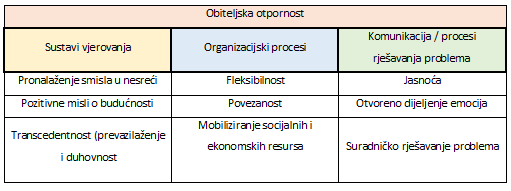 Obiteljska otpornost
Sustavi vjerovanja
Organizacijski procesi
Komunikacija / procesi
rješavanja problema
Pronalaženje smisla u nesreći
Fleksibilnost
Jasnoća
Pozitivne misli o budućnosti
Povezanost
Otvoreno dijeljenje emocija
Transcedentnost (prevazilaženje
i duhovnost
Mobiliziranje socijalnih i
ekonomskih resursa
Suradničko rješavanje problema